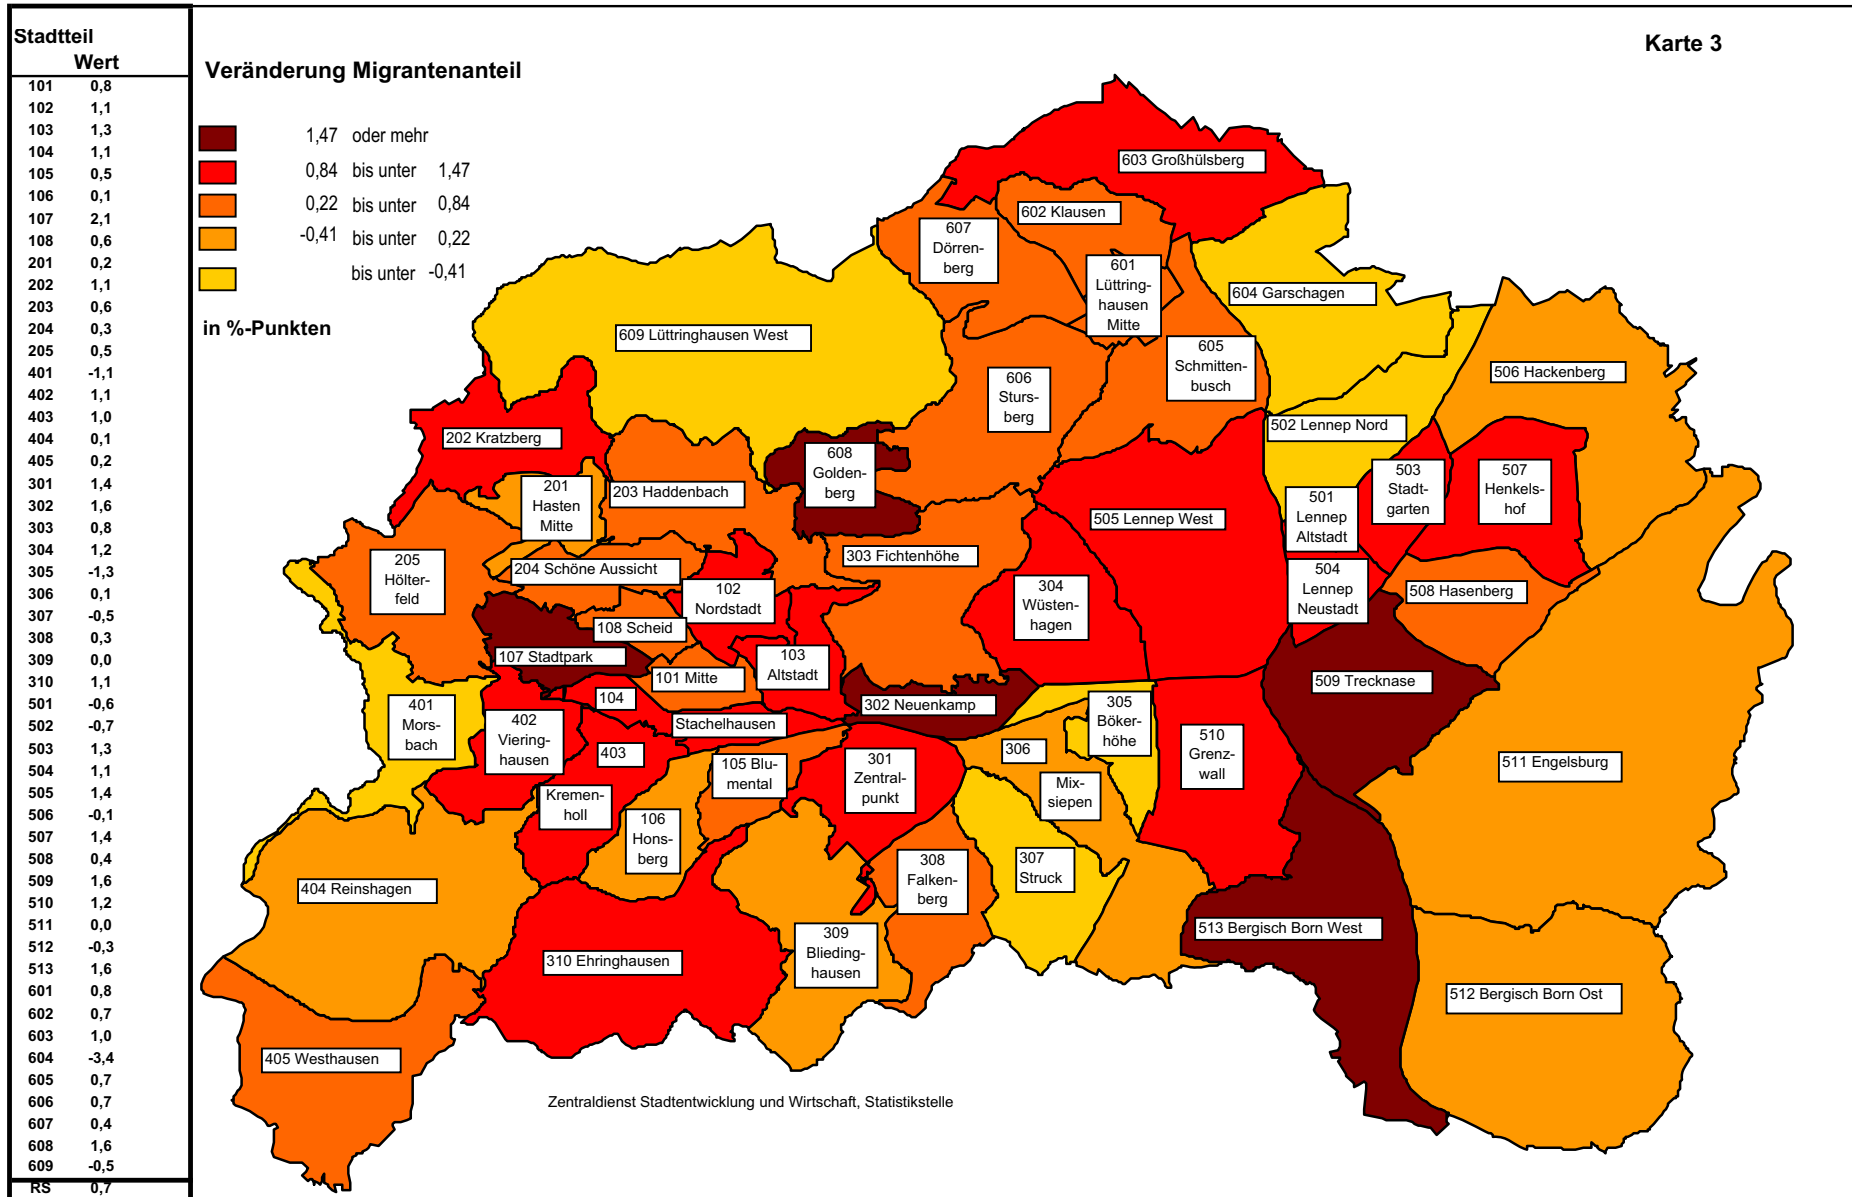 Stadtteil
Wert
101 0,8
102 1,1
103 1,3
104 1,1
105 0,5
106 0,1
107 2,1
108 0,6
201 0,2
202 1,1
203 0,6
204 0,3
205 0,5
401 -1,1
402 1,1
403 1,0
404 0,1
405 0,2
301 1,4
302 1,6
303 0,8
304 1,2
305 -1,3
306 0,1
307 -0,5
308 0,3
309 0,0
310 1,1
501 -0,6
502 -0,7
503 1,3
504 1,1
505 1,4
506 -0,1
507 1,4
508 0,4
509 1,6
510 1,2
511 0,0
512 -0,3
513 1,6
601 0,8
602 0,7
603 1,0
604 -3,4
605 0,7
606 0,7
607 0,4
608 1,6
609 -0,5
RS 0,7
Karte 3
Veränderung Migrantenanteil
1,47 oder mehr
0,84 bis unter 1,47
0,22 bis unter 0,84
-0,41 bis unter 0,22
bis unter -0,41
in %-Punkten
603 Großhülsberg
602 Klausen
607
Dörren-
berg
601
Lüttring-
hausen
Mitte
604 Garschagen
609 Lüttringhausen West
605
Schmitten-
busch
606
Sturs-
berg
506 Hackenberg
502 Lennep Nord
202 Kratzberg
608
Golden-
berg
503
Stadt-
garten
507
Henkels-
hof
201
Hasten
Mitte
203 Haddenbach
501
Lennep
Altstadt
505 Lennep West
205
Hölter-
feld
204 Schöne Aussicht
303 Fichtenhöhe
102
Nordstadt
304
Wüsten-
hagen
504
Lennep
Neustadt
508 Hasenberg
108 Scheid
107 Stadtpark
103
Altstadt
101 Mitte
509 Trecknase
104
Stachelhausen
302 Neuenkamp
305
Böker-
höhe
401
Mors-
bach
402
Viering-
hausen
403
Kremen-
holl
306
Mix-
siepen
510
Grenz-
wall
105 Blu-
mental
301
Zentral-
punkt
511 Engelsburg
106
Hons-
berg
307
Struck
308
Falken-
berg
404 Reinshagen
513 Bergisch Born West
309
Blieding-
hausen
310 Ehringhausen
512 Bergisch Born Ost
405 Westhausen
Zentraldienst Stadtentwicklung und Wirtschaft, Statistikstelle